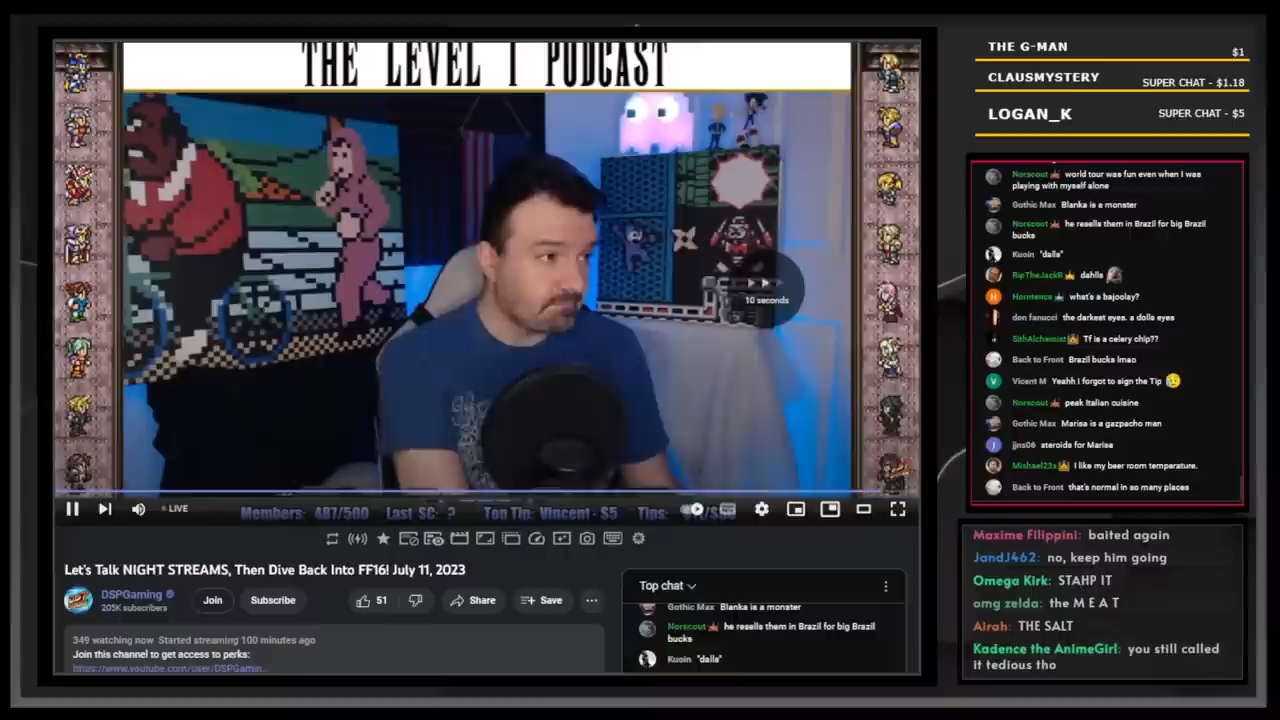 THE LEVEL 1 PODCAST
10 seconds
LIVE
Members: 487/500 Last SC: ? Top Tip: Vincent - $5 Tips:
Let's Talk NIGHT STREAMS, Then Dive Back Into FF16! July 11, 2023
DSPGaming
205K subscribers
Join
Subscribe
51
Share
Save
349 watching now Started streaming 100 minutes ago
Join this channel to get access to perks:
https://www.youtube.com/user/DSPGamin...
Top chat
Gothic Max Blanka is a monster
Norscout he resells them in Brazil for big Brazil
bucks
Kuoin "dalls"
THE G-MAN
$1
CLAUSMYSTERY
SUPER CHAT - $1.18
LOGAN_K
SUPER CHAT - $5
Norscout world tour was fun even when I was
playing with myself alone
Gothic Max Blanka is a monster
Norscout he resells them in Brazil for big Brazil
bucks
Kuoin "dalls"
RipTheJackR dahlls
Horntence what's a bajoolay?
don fanucci the darkest eyes. a dolls eyes
SithAlchemist Tf is a celery chip??
Back to Front Brazil bucks lmao
Vicent M Yeahh I forgot to sign the Tip
Norscout peak Italian cuisine
Gothic Max Marisa is a gazpacho man
jjns06 steroids for Marisa
Mishael23s I like my beer room temperature.
Back to Front that's normal in so many places
Maxime Filippini: baited again
JandJ462: no, keep him going
Omega Kirk: STAHP IT
omg zelda: the M E A T
Airah: THE SALT
Kadence the AnimeGirl: you still called
it tedious tho